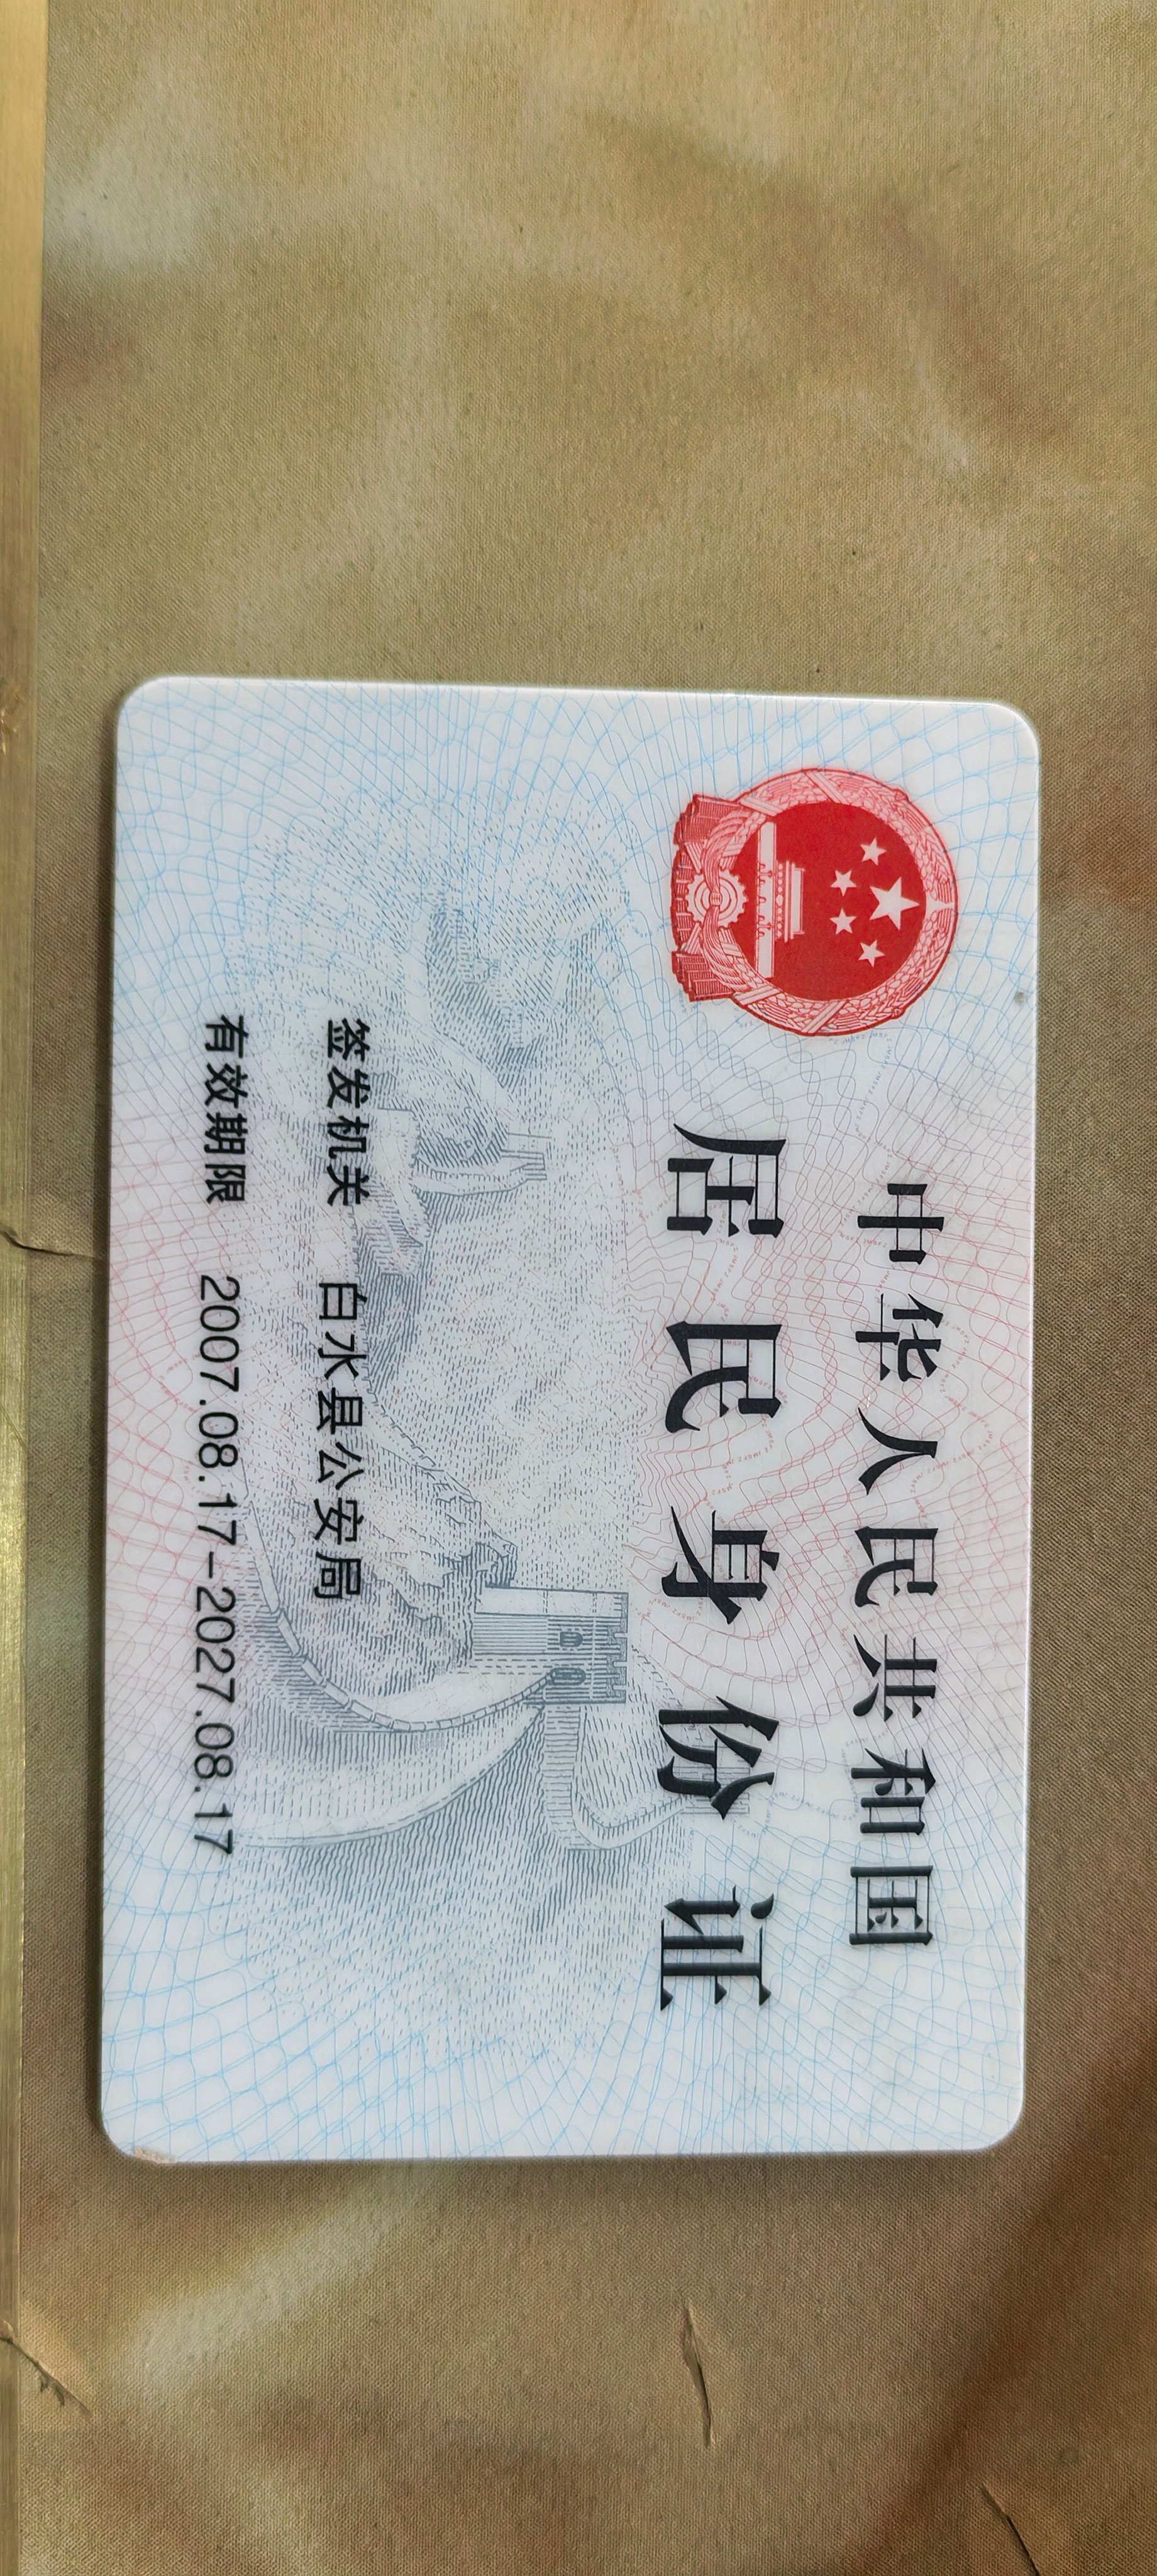 中华人民共和国
居民身份证
签发机关 白水县公安局
有效期限 2007.08.17-2027.08.17